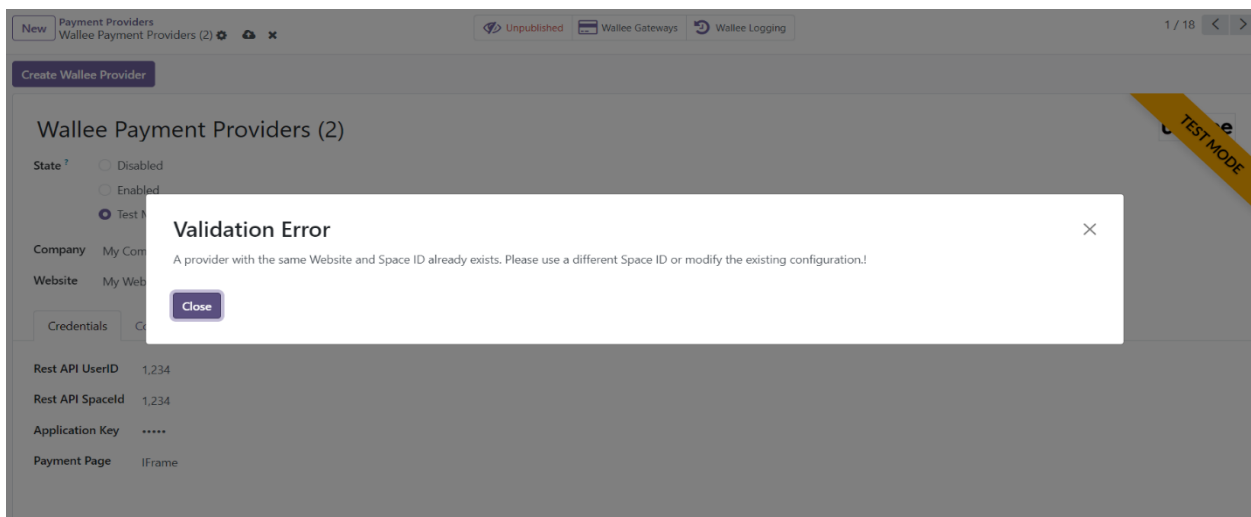 New
Payment Providers
Wallee Payment Providers (2)
Unpublished
Wallee Gateways
Wallee Logging
1 / 18
Create Wallee Provider
Wallee Payment Providers (2)
TEST MODE
State ?
Disabled
Enabled
Test
Validation Error
A provider with the same Website and Space ID already exists. Please use a different Space ID or modify the existing configuration.!
Close
Company My Com
Website My Web
Credentials
Rest API UserID 1,234
Rest API SpaceId 1,234
Application Key •••••
Payment Page IFrame